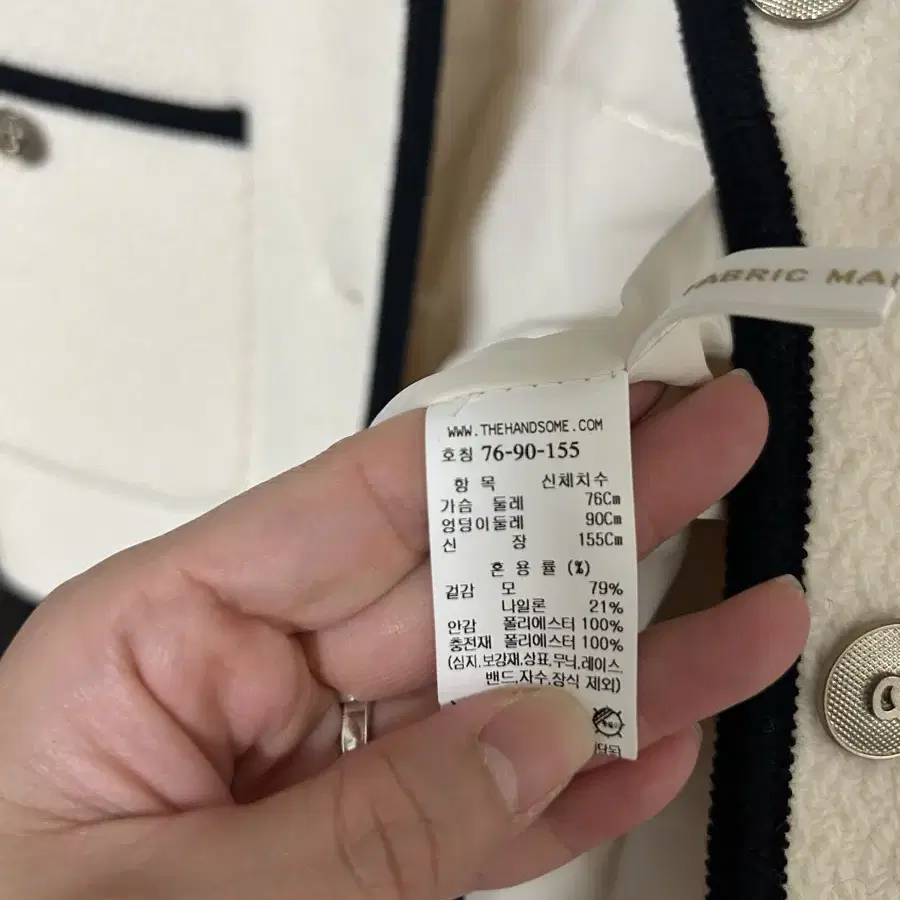 FABRIC MA
WWW.THEHANDSOME.COM
호칭 76-90-155
항 목 신체치수
가슴 둘레 76Cm
엉덩이둘레 90Cm
신 장 155Cm
혼 용 률 (%)
겉감 모 79%
나일론 21%
안감 폴리에스터 100%
충전재 폴리에스터 100%
(심지,보강재,상표,무늬,레이스
밴드,자수,장식 제외)